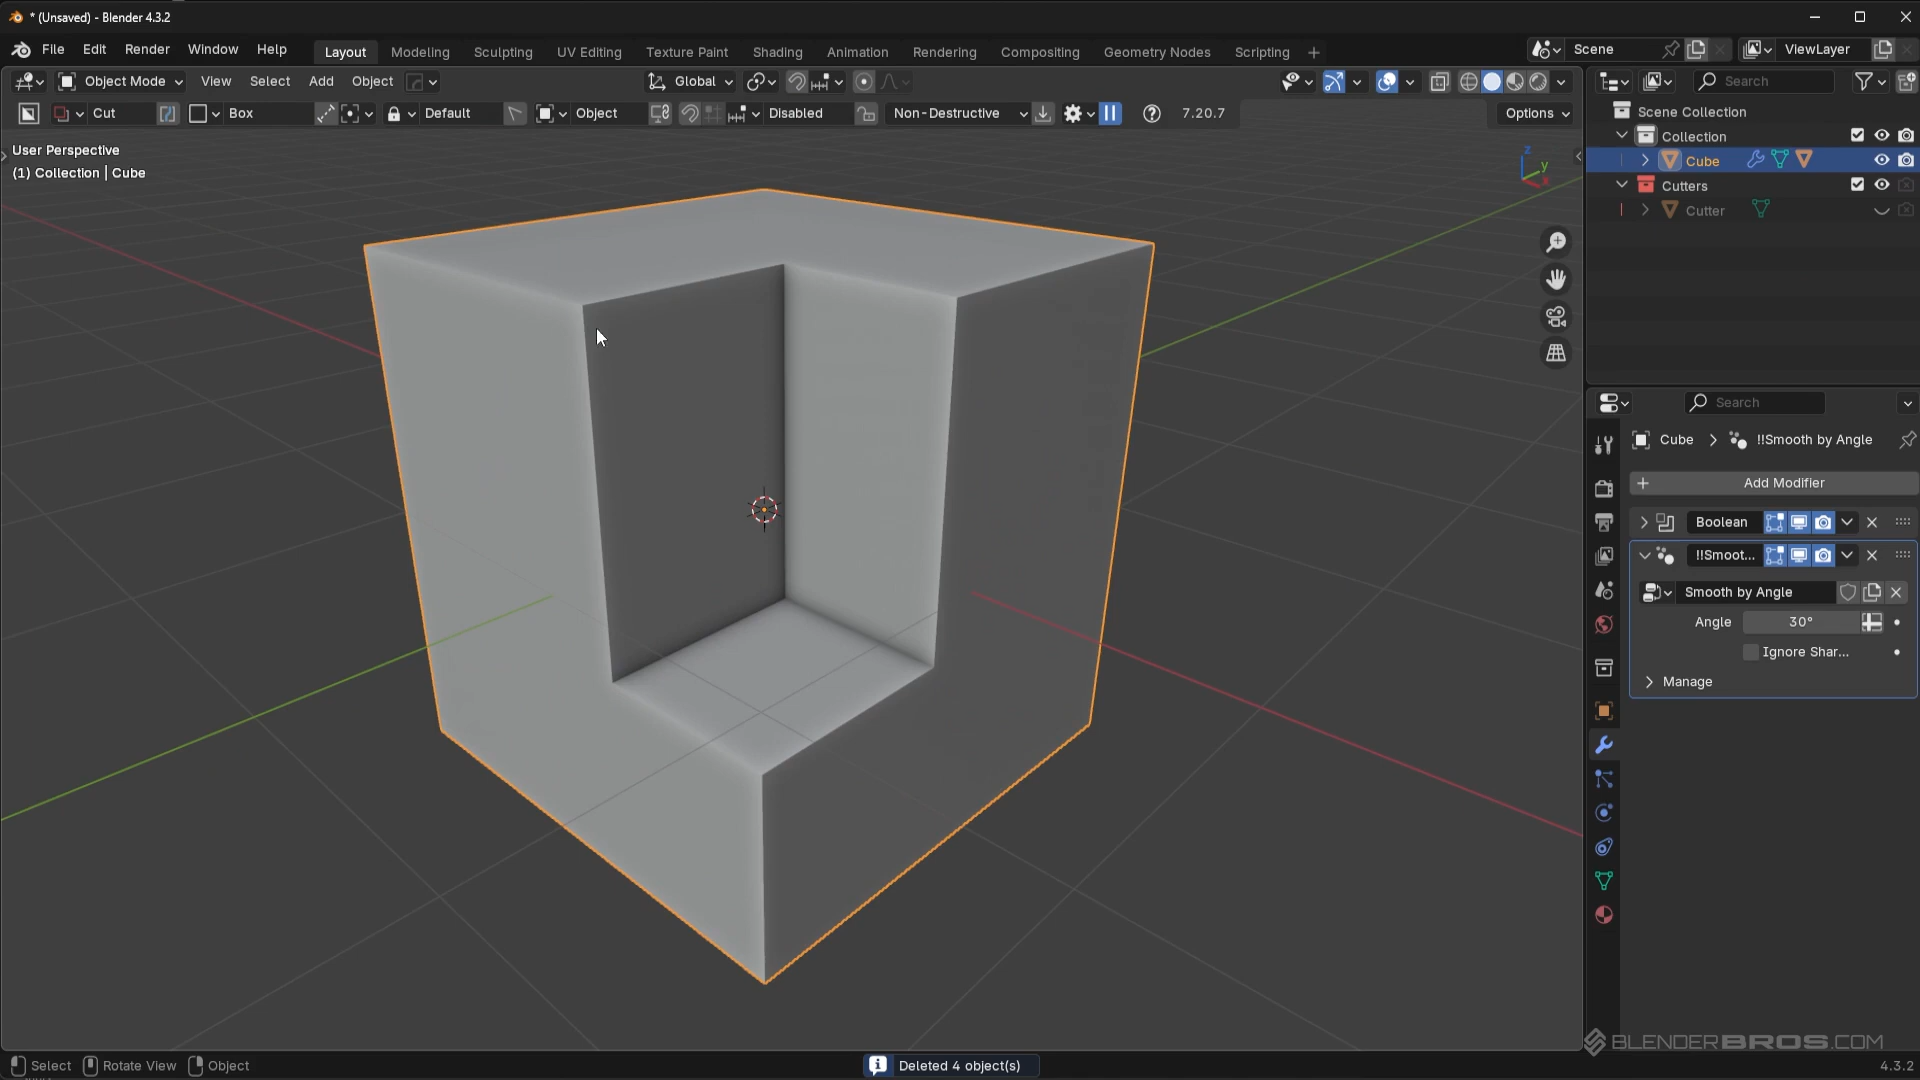 * (Unsaved) - Blender 4.3.2
File Edit Render Window Help Layout Modeling Sculpting UV Editing Texture Paint Shading Animation Rendering Compositing Geometry Nodes Scripting + Scene ViewLayer
Object Mode View Select Add Object Global Search
Cut Box Default Object Disabled Non-Destructive 7.20.7 Options
Scene Collection
Collection
Cube
Cutters
Cutter
User Perspective
(1) Collection | Cube
z
y
x
Search
Cube > !!Smooth by Angle
+ Add Modifier
Boolean
!!Smoot...
Smooth by Angle
Angle 30°
Ignore Shar...
Manage
BLENDERBROS.COM
Select Rotate View Object Deleted 4 object(s) 4.3.2